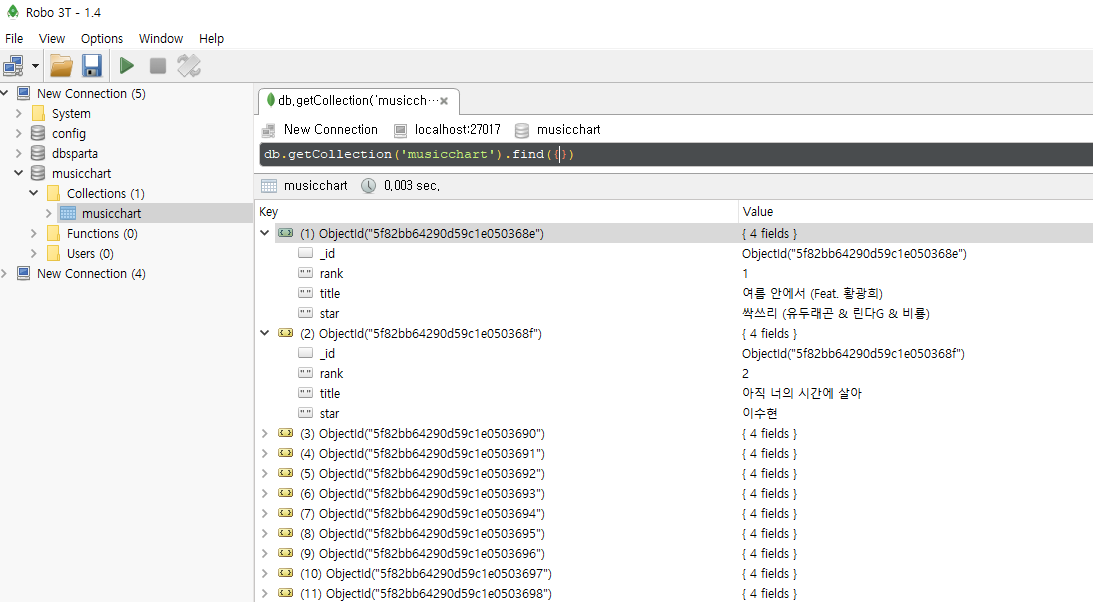 Robo 3T - 1.4
File View Options Window Help
New Connection (5)
System
config
dbsparta
musicchart
Collections (1)
musicchart
Functions (0)
Users (0)
New Connection (4)
db.getCollection('musicch...
New Connection localhost:27017 musicchart
db.getCollection('musicchart').find({})
musicchart 0,003 sec,
Key Value
(1) ObjectId("5f82bb64290d59c1e050368e") { 4 fields }
_id ObjectId("5f82bb64290d59c1e050368e")
rank 1
title 여름 안에서 (Feat. 황광희)
star 싹쓰리 (유두래곤 & 린다G & 비룡)
(2) ObjectId("5f82bb64290d59c1e050368f") { 4 fields }
_id ObjectId("5f82bb64290d59c1e050368f")
rank 2
title 아직 너의 시간에 살아
star 이수현
(3) ObjectId("5f82bb64290d59c1e0503690") { 4 fields }
(4) ObjectId("5f82bb64290d59c1e0503691") { 4 fields }
(5) ObjectId("5f82bb64290d59c1e0503692") { 4 fields }
(6) ObjectId("5f82bb64290d59c1e0503693") { 4 fields }
(7) ObjectId("5f82bb64290d59c1e0503694") { 4 fields }
(8) ObjectId("5f82bb64290d59c1e0503695") { 4 fields }
(9) ObjectId("5f82bb64290d59c1e0503696") { 4 fields }
(10) ObjectId("5f82bb64290d59c1e0503697") { 4 fields }
(11) ObjectId("5f82bb64290d59c1e0503698") { 4 fields }